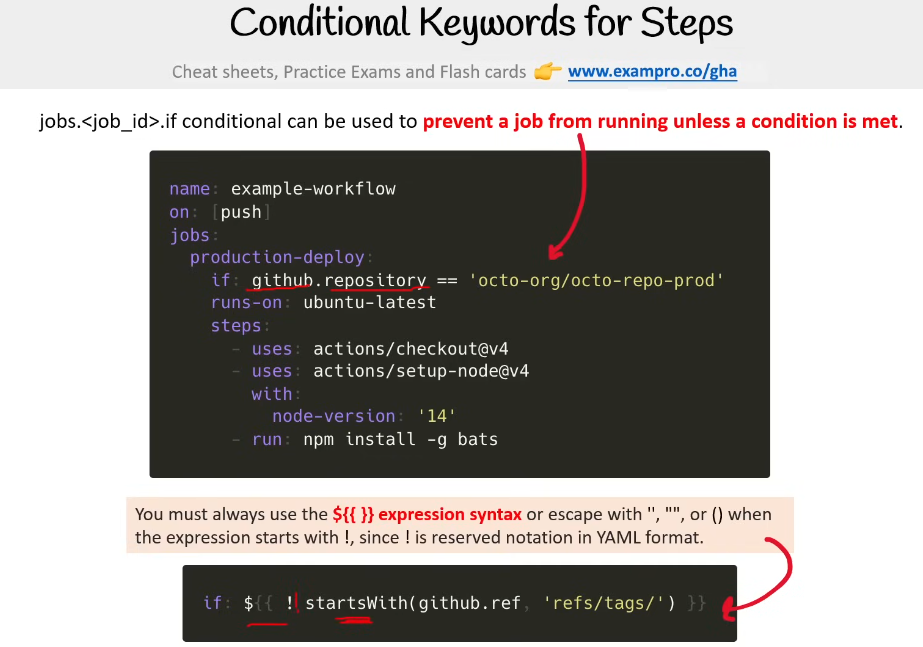 Conditional Keywords for Steps
Cheat sheets, Practice Exams and Flash cards 👉 www.exampro.co/gha
jobs.<job_id>.if conditional can be used to prevent a job from running unless a condition is met.
name: example-workflow
on: [push]
jobs:
  production-deploy:
    if: github.repository == 'octo-org/octo-repo-prod'
    runs-on: ubuntu-latest
    steps:
      - uses: actions/checkout@v4
      - uses: actions/setup-node@v4
        with:
          node-version: '14'
      - run: npm install -g bats
You must always use the ${{ }} expression syntax or escape with '', "", or () when
the expression starts with !, since ! is reserved notation in YAML format.
if: ${{ ! startsWith(github.ref, 'refs/tags/') }}